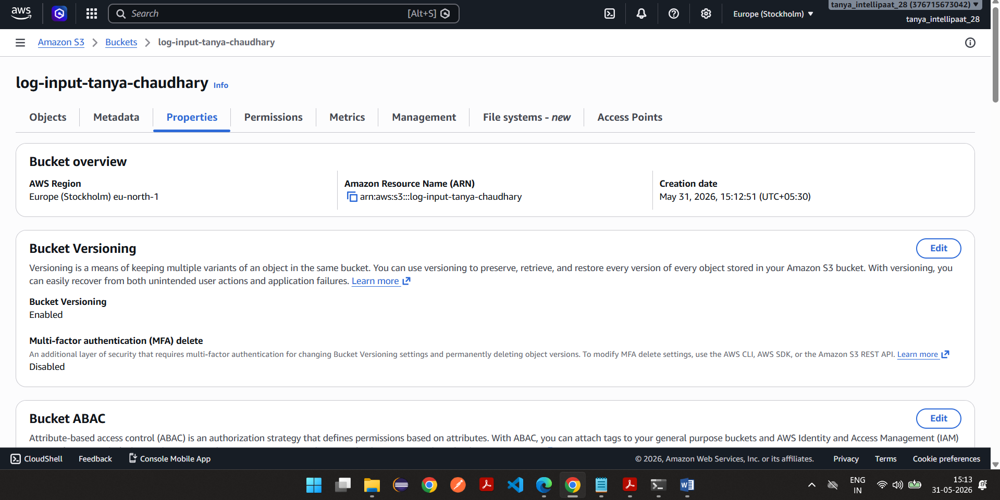 aws
Search
[Alt+S]
Europe (Stockholm)
tanya_intellipaat_28 (376715673042)
tanya_intellipaat_28
Amazon S3
Buckets
log-input-tanya-chaudhary
log-input-tanya-chaudhary Info
Objects
Metadata
Properties
Permissions
Metrics
Management
File systems - new
Access Points
Bucket overview
AWS Region
Europe (Stockholm) eu-north-1
Amazon Resource Name (ARN)
arn:aws:s3:::log-input-tanya-chaudhary
Creation date
May 31, 2026, 15:12:51 (UTC+05:30)
Bucket Versioning
Edit
Versioning is a means of keeping multiple variants of an object in the same bucket. You can use versioning to preserve, retrieve, and restore every version of every object stored in your Amazon S3 bucket. With versioning, you
can easily recover from both unintended user actions and application failures. Learn more
Bucket Versioning
Enabled
Multi-factor authentication (MFA) delete
An additional layer of security that requires multi-factor authentication for changing Bucket Versioning settings and permanently deleting object versions. To modify MFA delete settings, use the AWS CLI, AWS SDK, or the Amazon S3 REST API. Learn more
Disabled
Bucket ABAC
Edit
Attribute-based access control (ABAC) is an authorization strategy that defines permissions based on attributes. With ABAC, you can attach tags to your general purpose buckets and AWS Identity and Access Management (IAM)
CloudShell
Feedback
Console Mobile App
© 2026, Amazon Web Services, Inc. or its affiliates.
Privacy
Terms
Cookie preferences
ENG
IN
15:13
31-05-2026